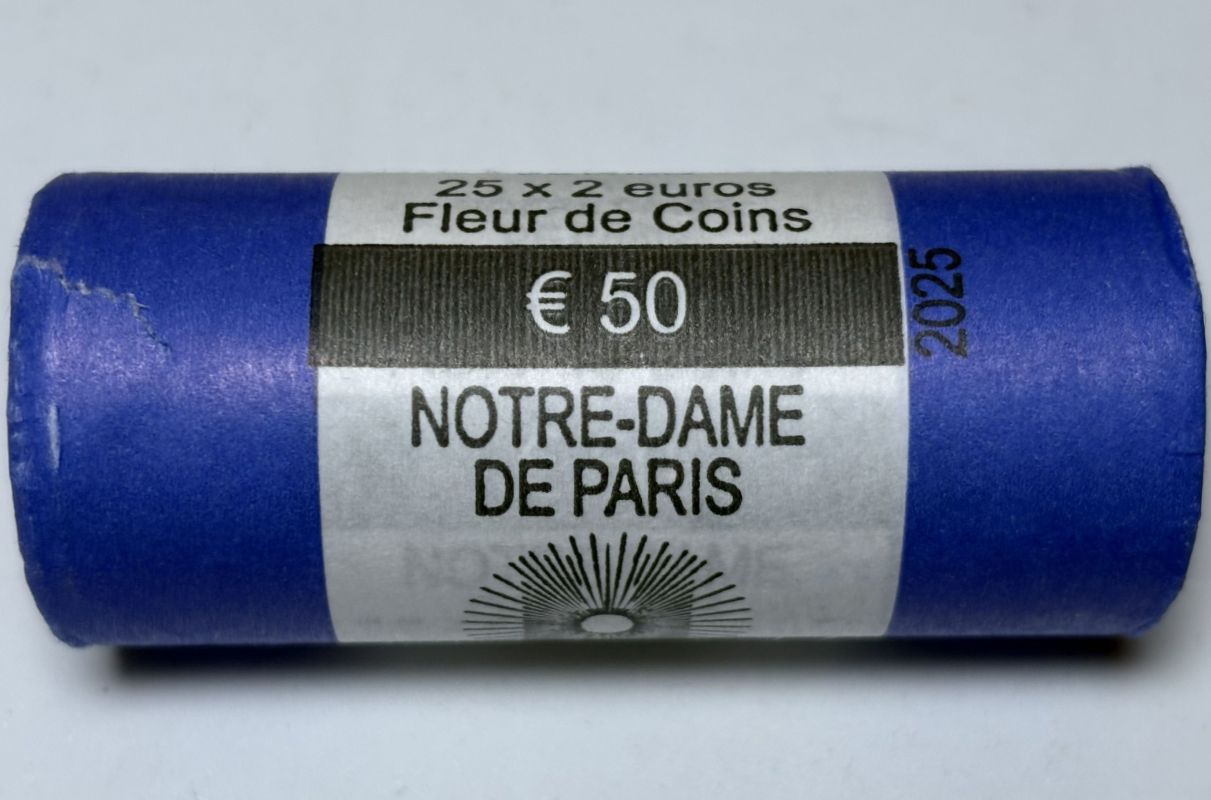 25 x 2 euros
Fleur de Coins
€ 50
2025
NOTRE-DAME
DE PARIS